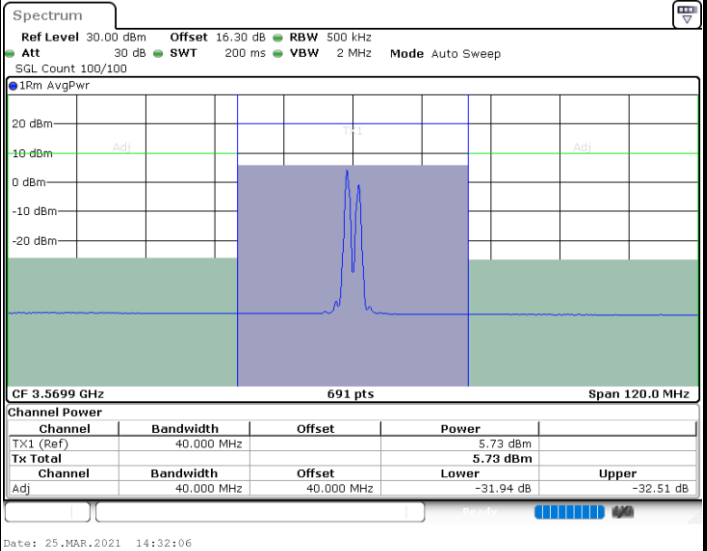 Spectrum
Ref Level 30.00 dBm Offset 16.30 dB RBW 500 kHz
Att 30 dB SWT 200 ms VBW 2 MHz Mode Auto Sweep
SGL Count 100/100
1Rm AvgPwr
20 dBm
TX1
Adj
Adj
10 dBm
0 dBm
-10 dBm
-20 dBm
CF 3.5699 GHz 691 pts Span 120.0 MHz
Channel Power
Channel Bandwidth Offset Power
TX1 (Ref) 40.000 MHz 5.73 dBm
Tx Total 5.73 dBm
Channel Bandwidth Offset Lower Upper
Adj 40.000 MHz 40.000 MHz -31.94 dB -32.51 dB
Ready
Date: 25.MAR.2021 14:32:06